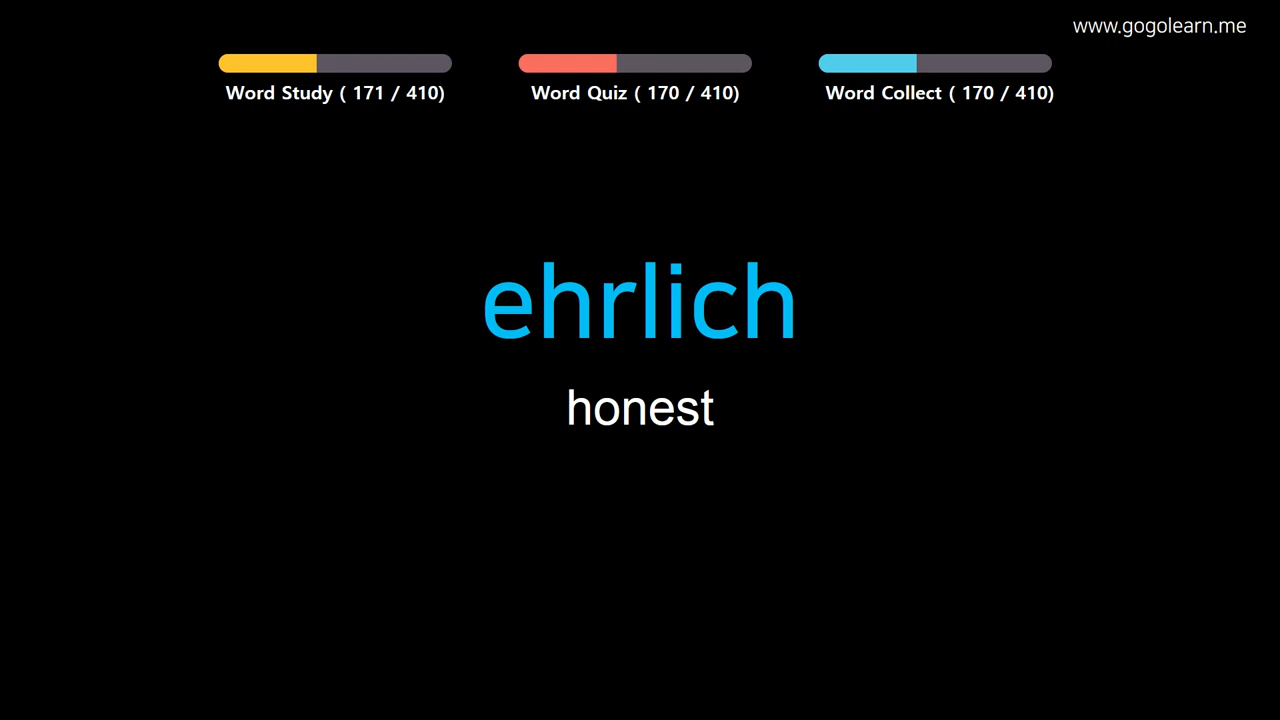 www.gogolearn.me
Word Study ( 171 / 410)
Word Quiz ( 170 / 410)
Word Collect ( 170 / 410)
ehrlich
honest